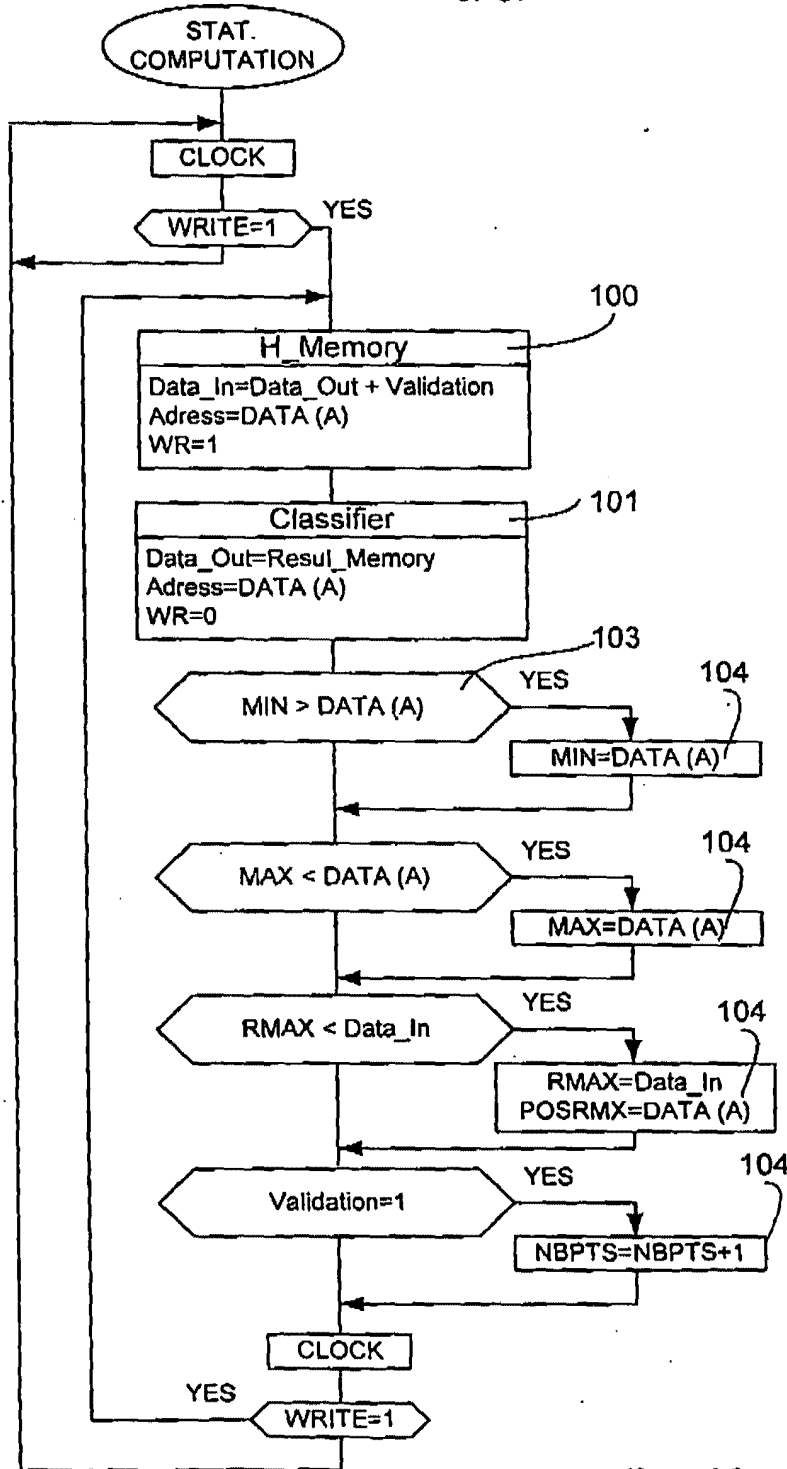 STAT.
COMPUTATION
CLOCK
WRITE=1
YES
100
H_Memory
Data_In=Data_Out + Validation
Adress=DATA (A)
WR=1
101
Classifier
Data_Out=Resul_Memory
Adress=DATA (A)
WR=0
103
MIN > DATA (A)
YES
104
MIN=DATA (A)
MAX < DATA (A)
YES
104
MAX=DATA (A)
RMAX < Data_In
YES
104
RMAX=Data_In
POSRMX=DATA (A)
Validation=1
YES
104
NBPTS=NBPTS+1
CLOCK
YES
WRITE=1